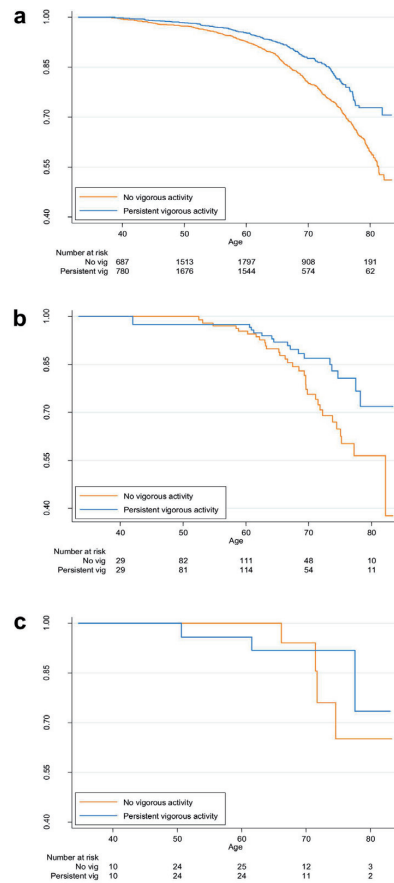 a
1.00
0.85
0.70
0.55
0.40
No vigorous activity
Persistent vigorous activity
40 50 60 70 80
Age
Number at risk
No vig 687 1513 1797 908 191
Persistent vig 780 1676 1544 574 62
b
1.00
0.85
0.70
0.55
0.40
No vigorous activity
Persistent vigorous activity
40 50 60 70 80
Age
Number at risk
No vig 29 82 111 48 10
Persistent vig 29 81 114 54 11
c
1.00
0.85
0.70
0.55
0.40
No vigorous activity
Persistent vigorous activity
40 50 60 70 80
Age
Number at risk
No vig 10 24 25 12 3
Persistent vig 10 24 24 11 2